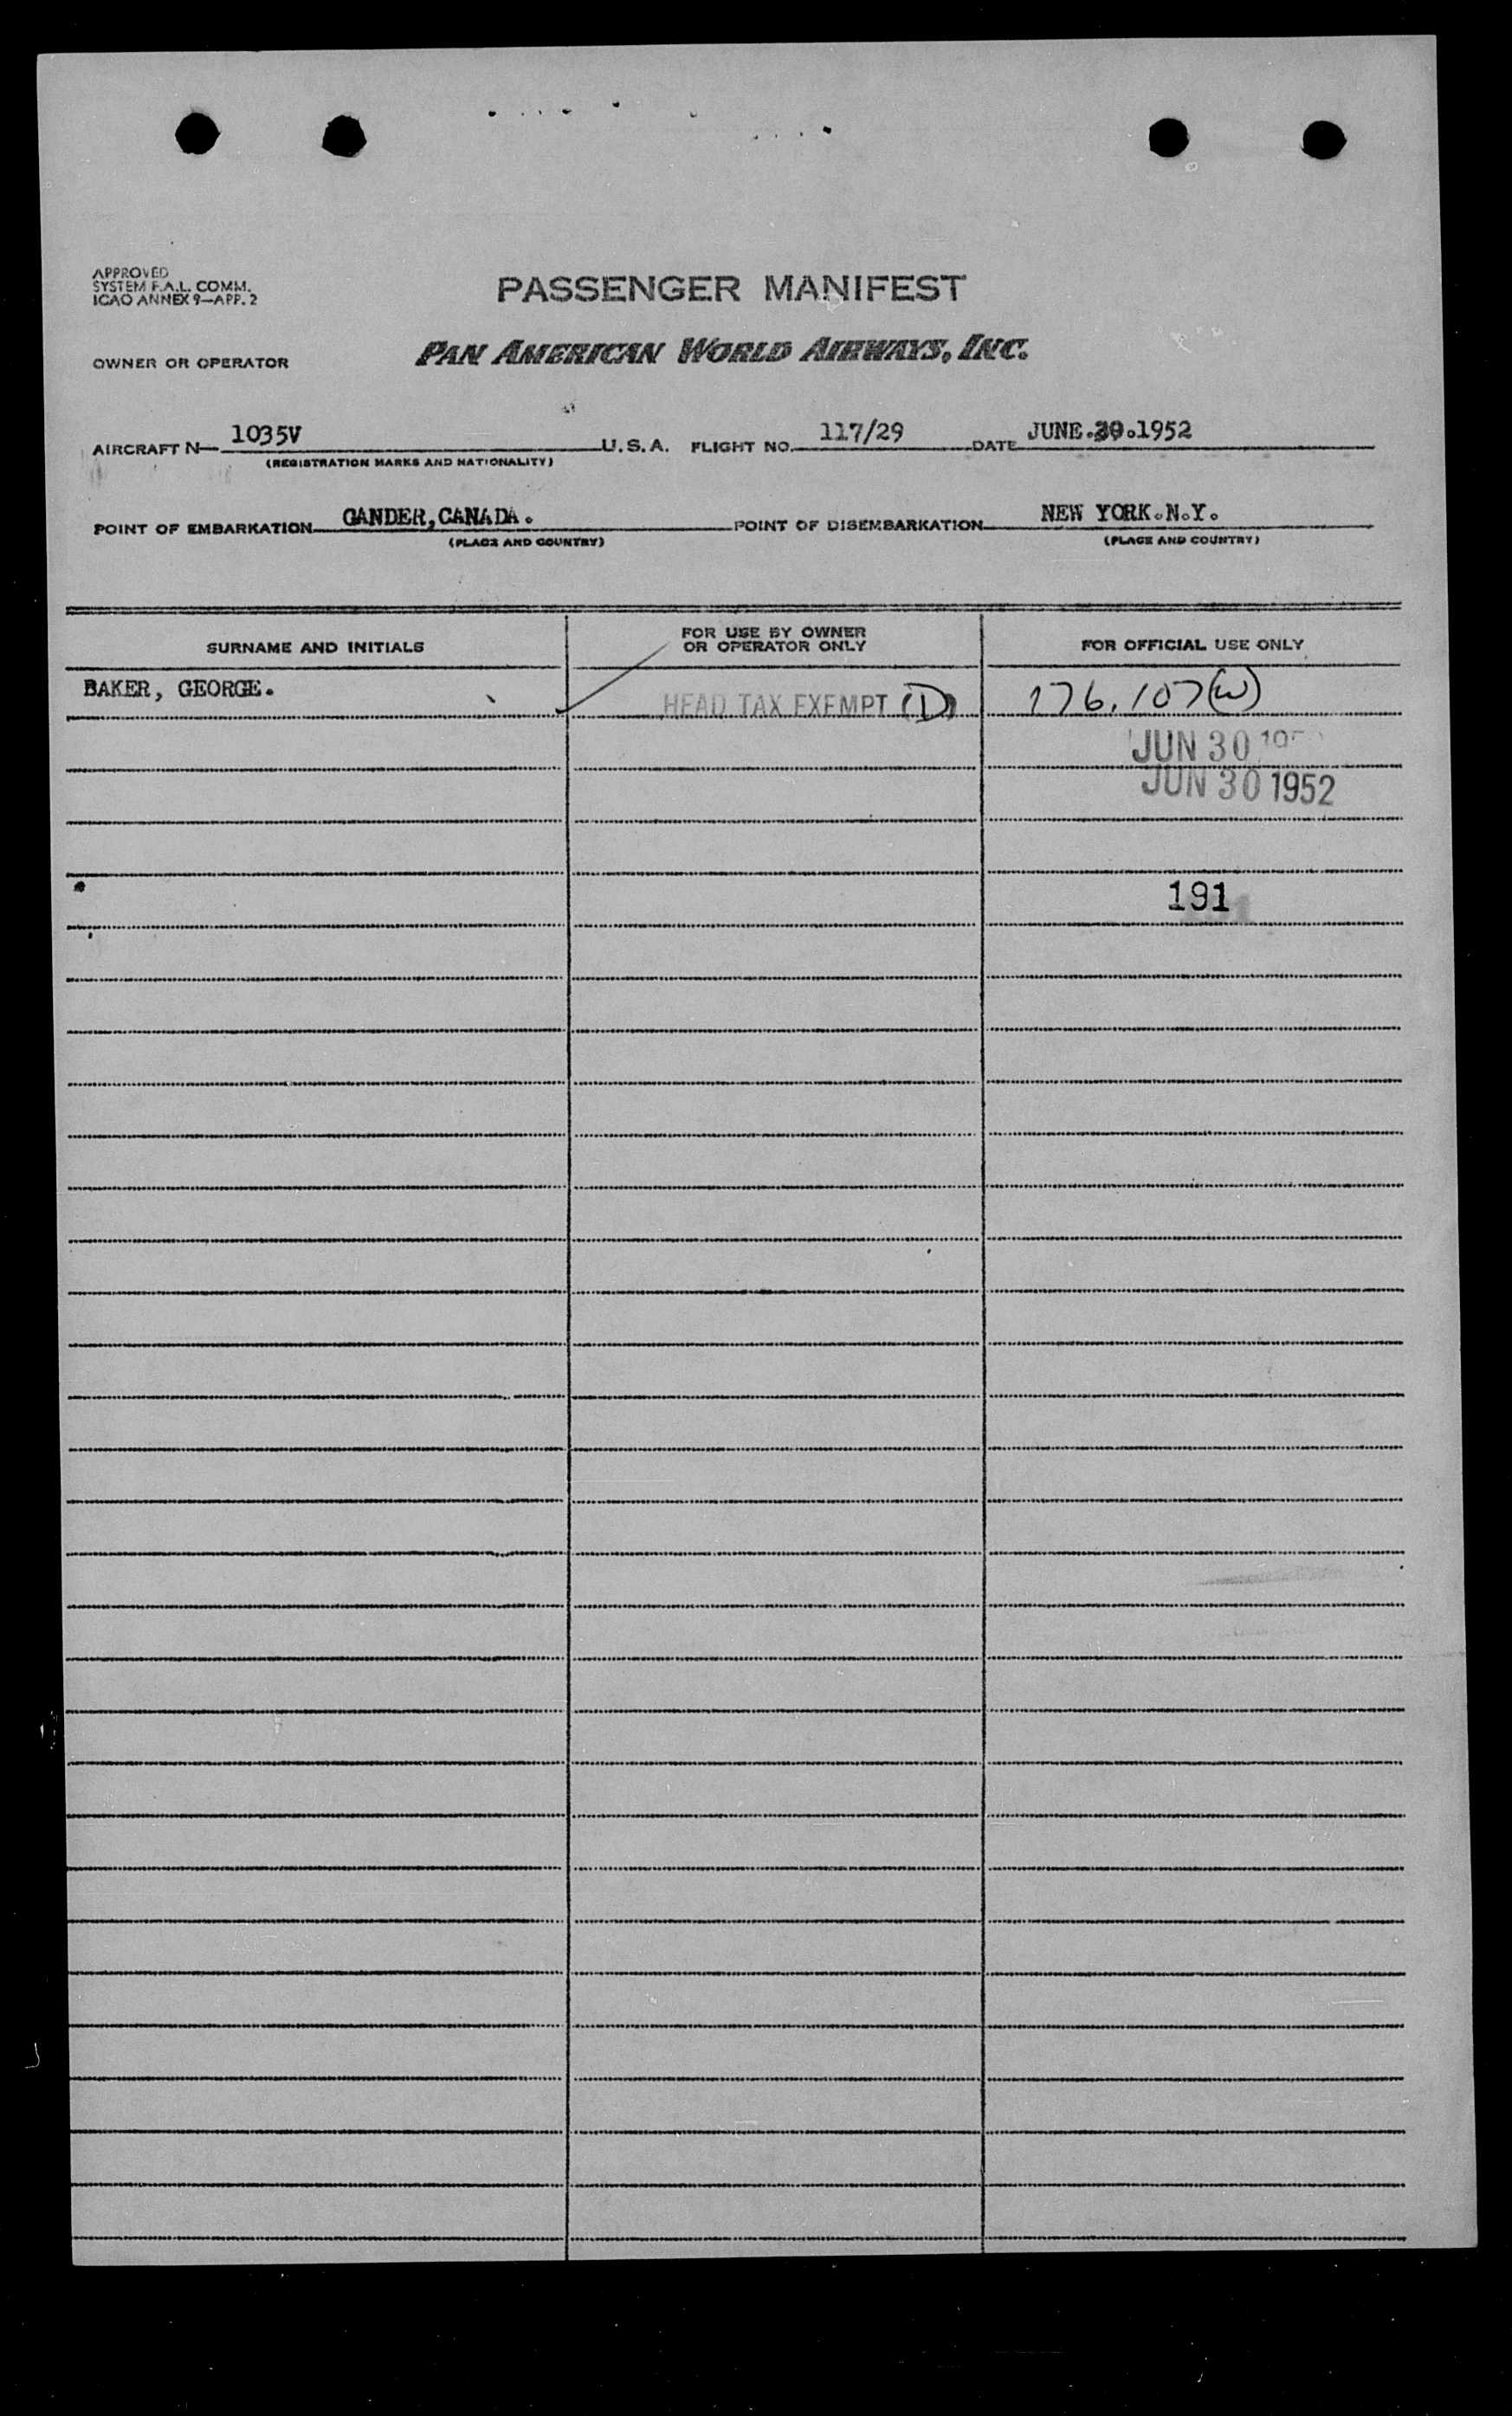 APPROVED
SYSTEM F.A.L. COMM.
ICAO ANNEX 9—APP. 2
PASSENGER MANIFEST
OWNER OR OPERATOR PAN AMERICAN WORLD AIRWAYS, INC.
AIRCRAFT N— 1035V U.S.A. FLIGHT NO. 117/29 DATE JUNE.30.1952
(REGISTRATION MARKS AND NATIONALITY)
POINT OF EMBARKATION GANDER,CANADA. POINT OF DISEMBARKATION NEW YORK.N.Y.
(PLACE AND COUNTRY) (PLACE AND COUNTRY)
SURNAME AND INITIALS FOR USE BY OWNER OR OPERATOR ONLY FOR OFFICIAL USE ONLY
BAKER, GEORGE. HEAD TAX EXEMPT (D) 176.107(W)
JUN 30
JUN 30 1952
191